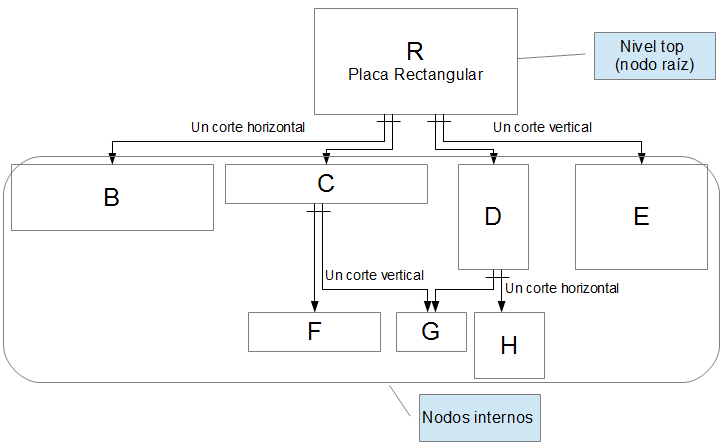 R
Placa Rectangular
Nivel top
(nodo raíz)
Un corte horizontal
Un corte vertical
B
C
D
E
Un corte vertical
Un corte horizontal
F
G
H
Nodos internos